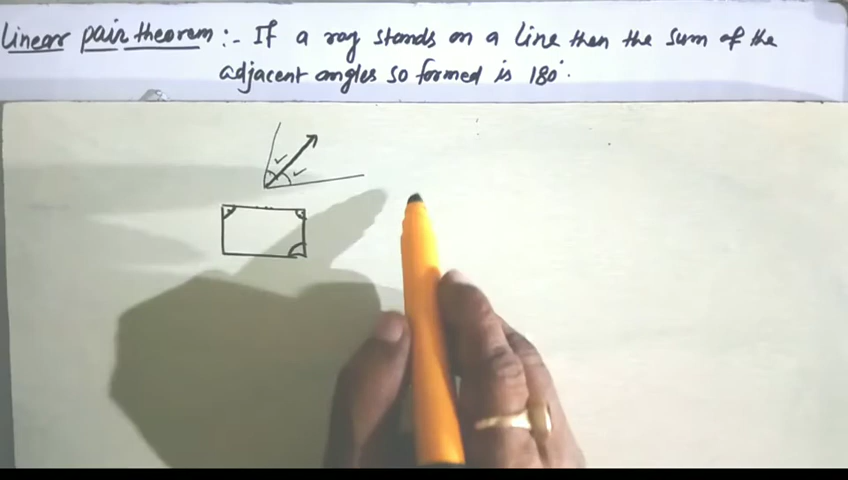 Linear pair theorem :- If a ray stands on a line then the sum of the
adjacent angles so formed is 180°.